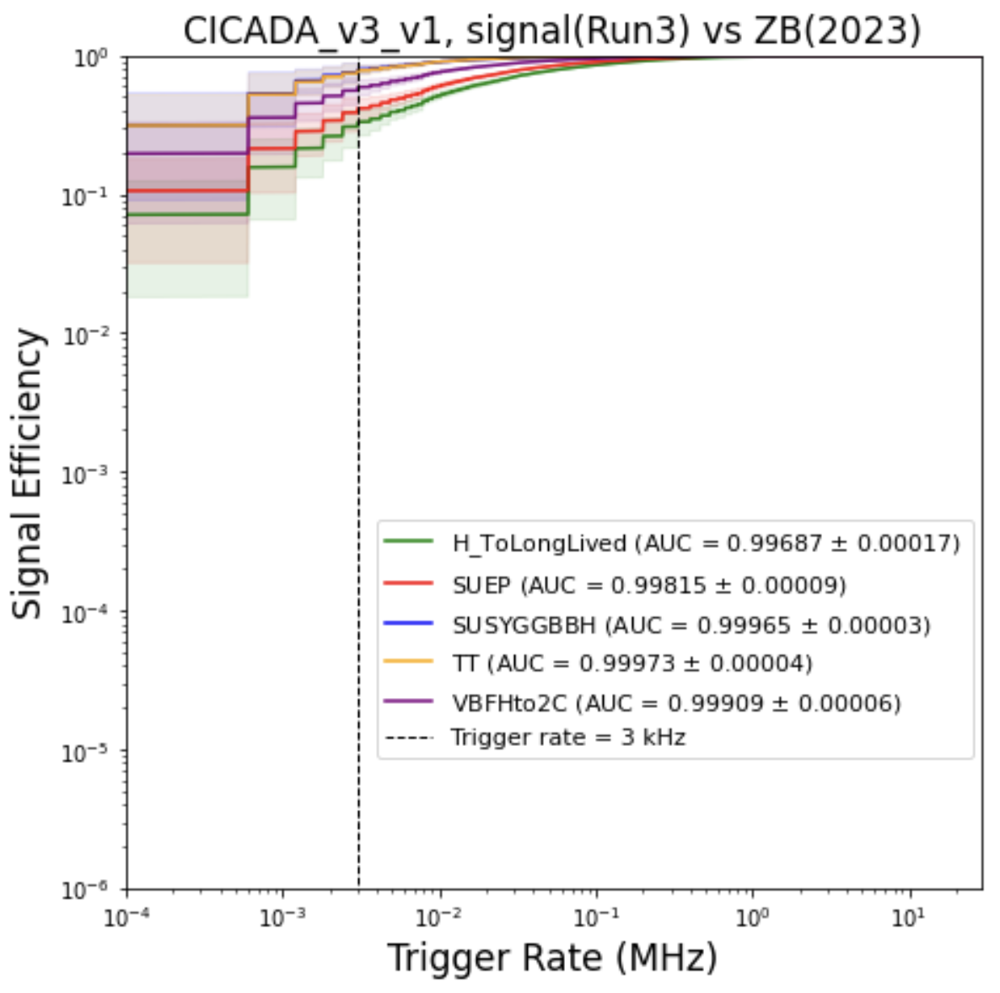 CICADA_v3_v1, signal(Run3) vs ZB(2023)
Signal Efficiency
10⁰
10⁻¹
10⁻²
10⁻³
10⁻⁴
10⁻⁵
10⁻⁶
H_ToLongLived (AUC = 0.99687 ± 0.00017)
SUEP (AUC = 0.99815 ± 0.00009)
SUSYGGBBH (AUC = 0.99965 ± 0.00003)
TT (AUC = 0.99973 ± 0.00004)
VBFHto2C (AUC = 0.99909 ± 0.00006)
Trigger rate = 3 kHz
10⁻⁴ 10⁻³ 10⁻² 10⁻¹ 10⁰ 10¹
Trigger Rate (MHz)